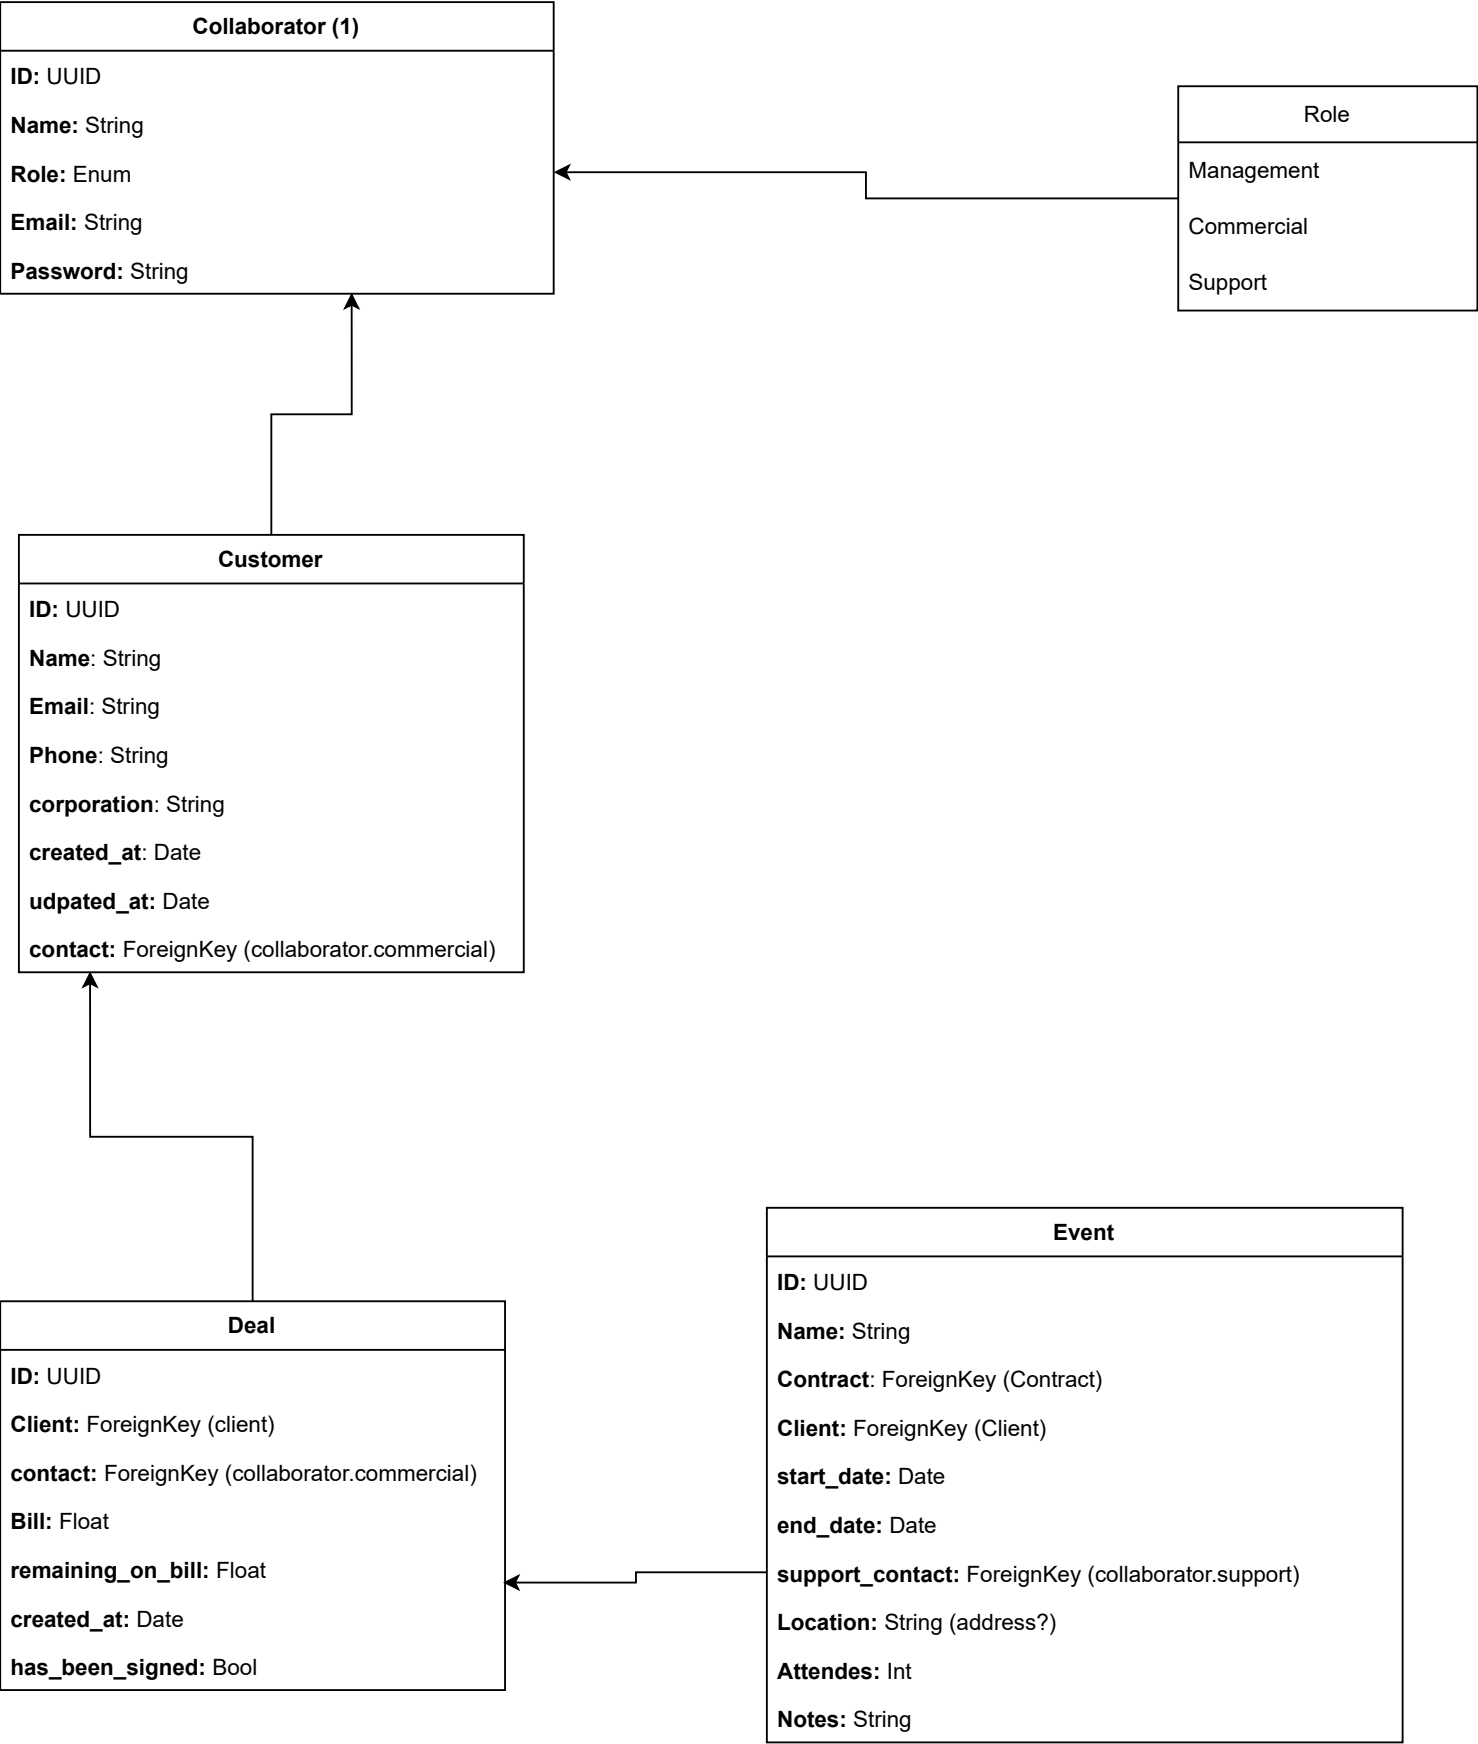 Collaborator (1)
ID: UUID
Name: String
Role: Enum
Email: String
Password: String
Role
Management
Commercial
Support
Customer
ID: UUID
Name: String
Email: String
Phone: String
corporation: String
created_at: Date
udpated_at: Date
contact: ForeignKey (collaborator.commercial)
Deal
ID: UUID
Client: ForeignKey (client)
contact: ForeignKey (collaborator.commercial)
Bill: Float
remaining_on_bill: Float
created_at: Date
has_been_signed: Bool
Event
ID: UUID
Name: String
Contract: ForeignKey (Contract)
Client: ForeignKey (Client)
start_date: Date
end_date: Date
support_contact: ForeignKey (collaborator.support)
Location: String (address?)
Attendes: Int
Notes: String